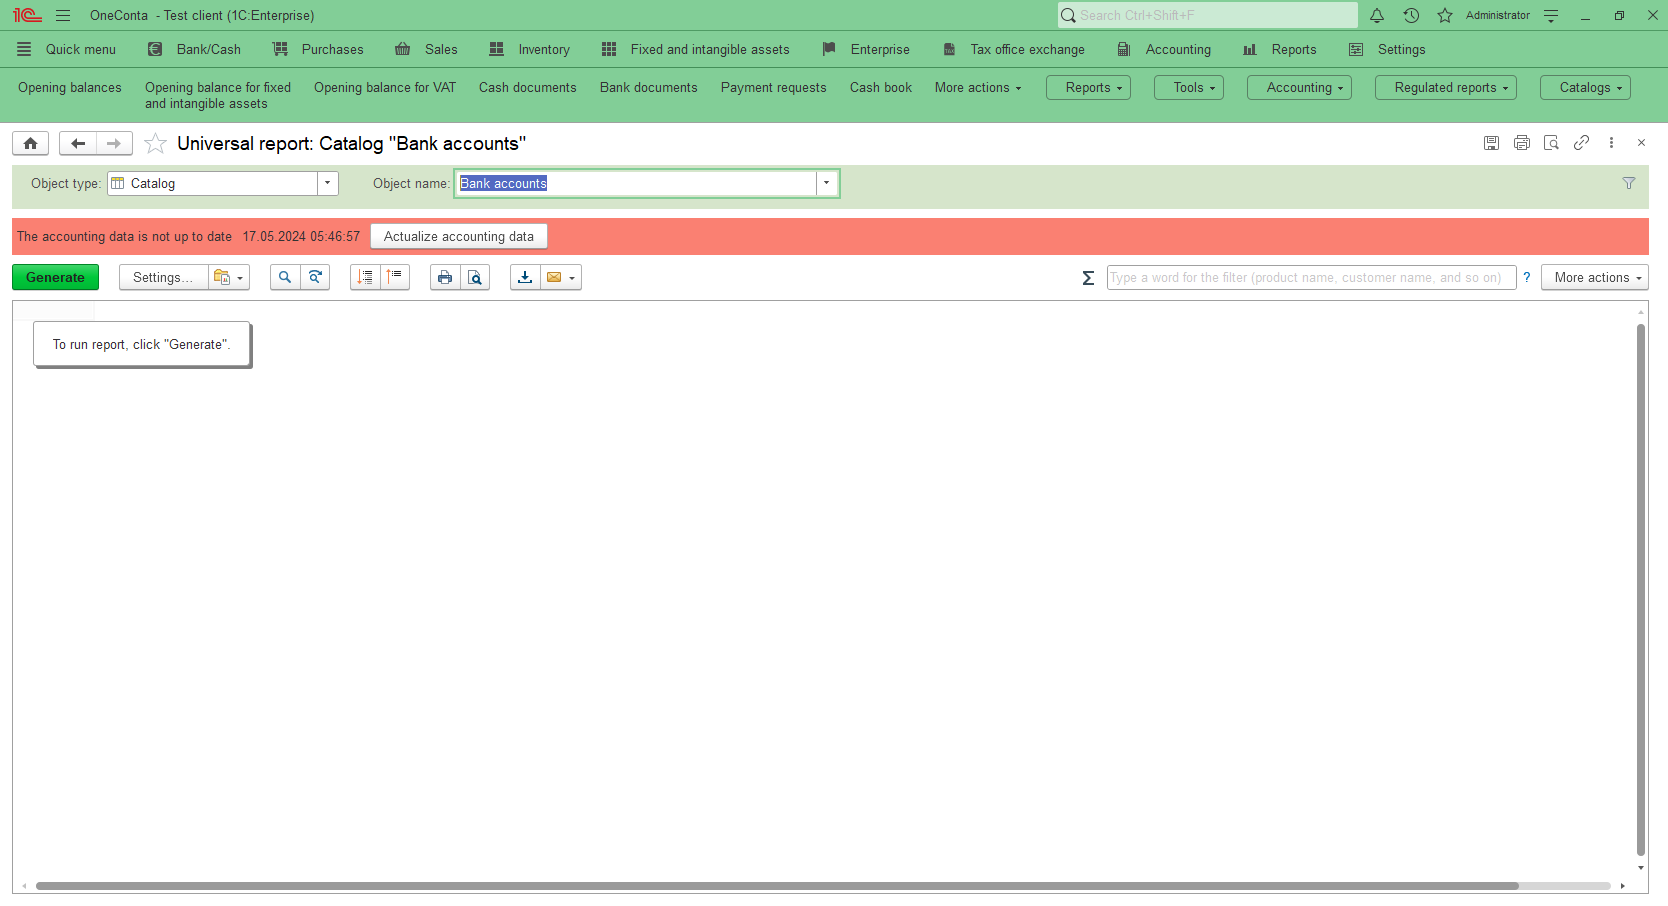 OneConta - Test client (1C:Enterprise)
Search Ctrl+Shift+F
Administrator
Quick menu
Bank/Cash
Purchases
Sales
Inventory
Fixed and intangible assets
Enterprise
Tax office exchange
Accounting
Reports
Settings
Opening balances
Opening balance for fixed
and intangible assets
Opening balance for VAT
Cash documents
Bank documents
Payment requests
Cash book
More actions
Reports
Tools
Accounting
Regulated reports
Catalogs
Universal report: Catalog "Bank accounts"
Object type: Catalog
Object name: Bank accounts
The accounting data is not up to date 17.05.2024 05:46:57
Actualize accounting data
Generate
Settings...
Σ
Type a word for the filter (product name, customer name, and so on)
?
More actions
To run report, click "Generate".